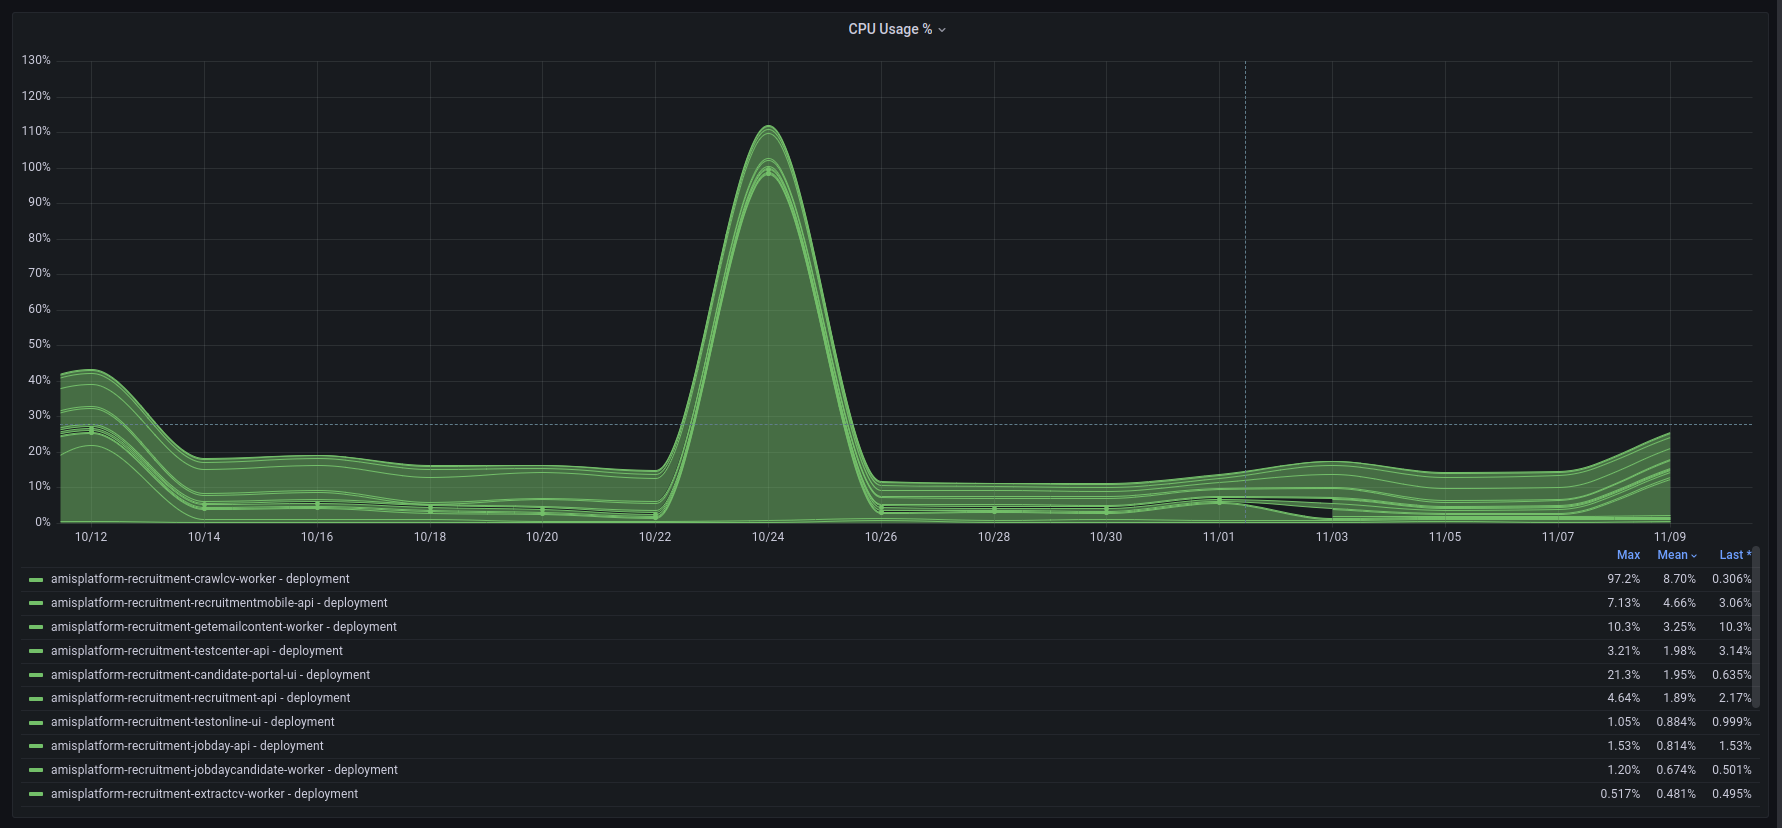 CPU Usage %
130%
120%
110%
100%
90%
80%
70%
60%
50%
40%
30%
20%
10%
0%
10/12 10/14 10/16 10/18 10/20 10/22 10/24 10/26 10/28 10/30 11/01 11/03 11/05 11/07 11/09
Max Mean Last *
amisplatform-recruitment-crawlcv-worker - deployment 97.2% 8.70% 0.306%
amisplatform-recruitment-recruitmentmobile-api - deployment 7.13% 4.66% 3.06%
amisplatform-recruitment-getemailcontent-worker - deployment 10.3% 3.25% 10.3%
amisplatform-recruitment-testcenter-api - deployment 3.21% 1.98% 3.14%
amisplatform-recruitment-candidate-portal-ui - deployment 21.3% 1.95% 0.635%
amisplatform-recruitment-recruitment-api - deployment 4.64% 1.89% 2.17%
amisplatform-recruitment-testonline-ui - deployment 1.05% 0.884% 0.999%
amisplatform-recruitment-jobday-api - deployment 1.53% 0.814% 1.53%
amisplatform-recruitment-jobdaycandidate-worker - deployment 1.20% 0.674% 0.501%
amisplatform-recruitment-extractcv-worker - deployment 0.517% 0.481% 0.495%